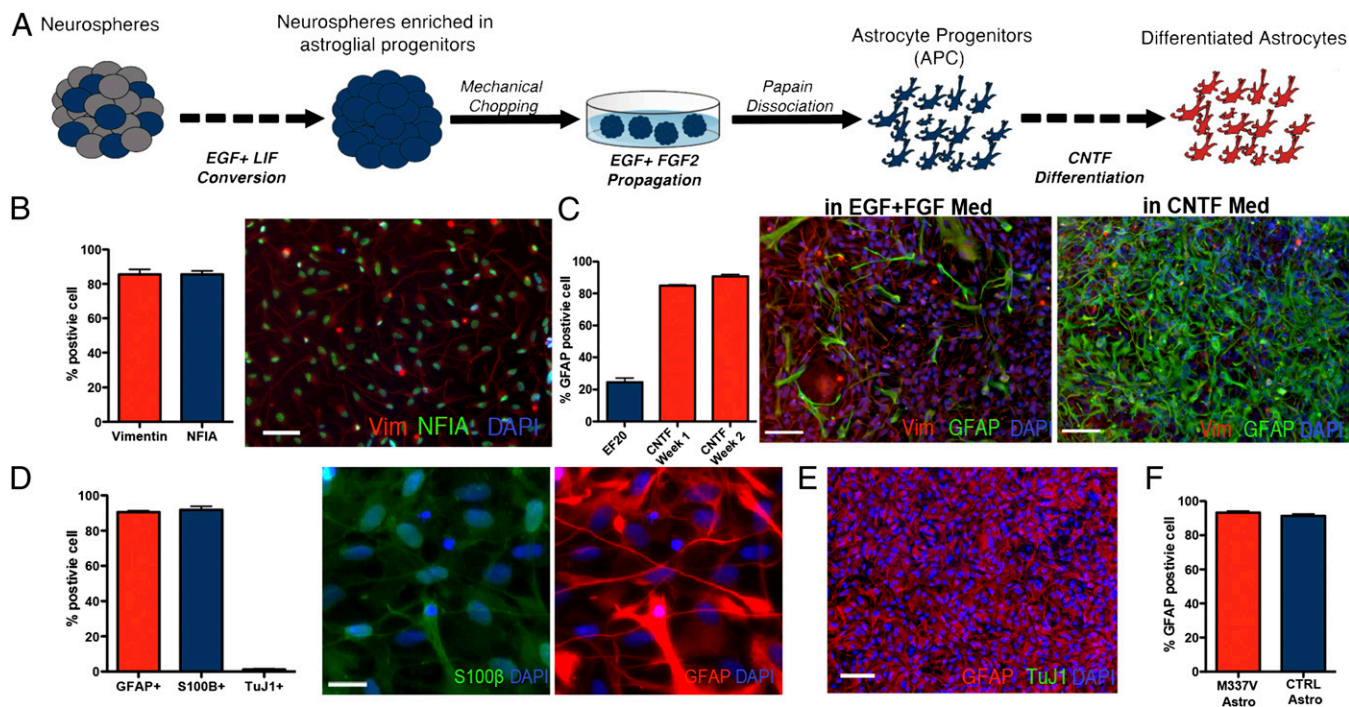 A
Neurospheres
Neurospheres enriched in
astroglial progenitors
Astrocyte Progenitors
(APC)
Differentiated Astrocytes
Mechanical
Chopping
Papain
Dissociation
EGF+ LIF
Conversion
EGF+ FGF2
Propagation
CNTF
Differentiation
B
% postivie cell
100
80
60
40
20
0
Vimentin
NFIA
Vim NFIA DAPI
C
% GFAP postivie cell
100
80
60
40
20
0
EF20
CNTF
Week 1
CNTF
Week 2
in EGF+FGF Med
Vim GFAP DAPI
in CNTF Med
Vim GFAP DAPI
D
% postivie cell
100
80
60
40
20
0
GFAP+
S100B+
TuJ1+
S100β DAPI
GFAP DAPI
E
GFAP TuJ1 DAPI
F
% GFAP postivie cell
100
80
60
40
20
0
M337V
Astro
CTRL
Astro